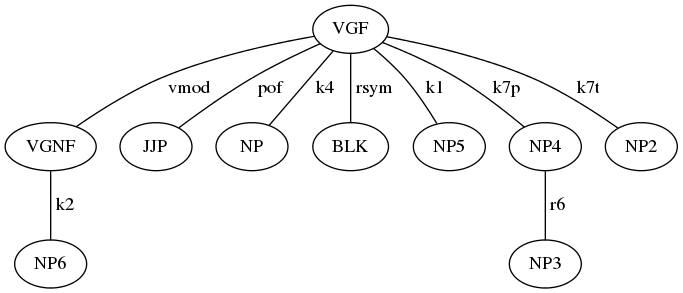 VGF
vmod pof k4 rsym k1 k7p k7t
VGNF JJP NP BLK NP5 NP4 NP2
k2 r6
NP6 NP3